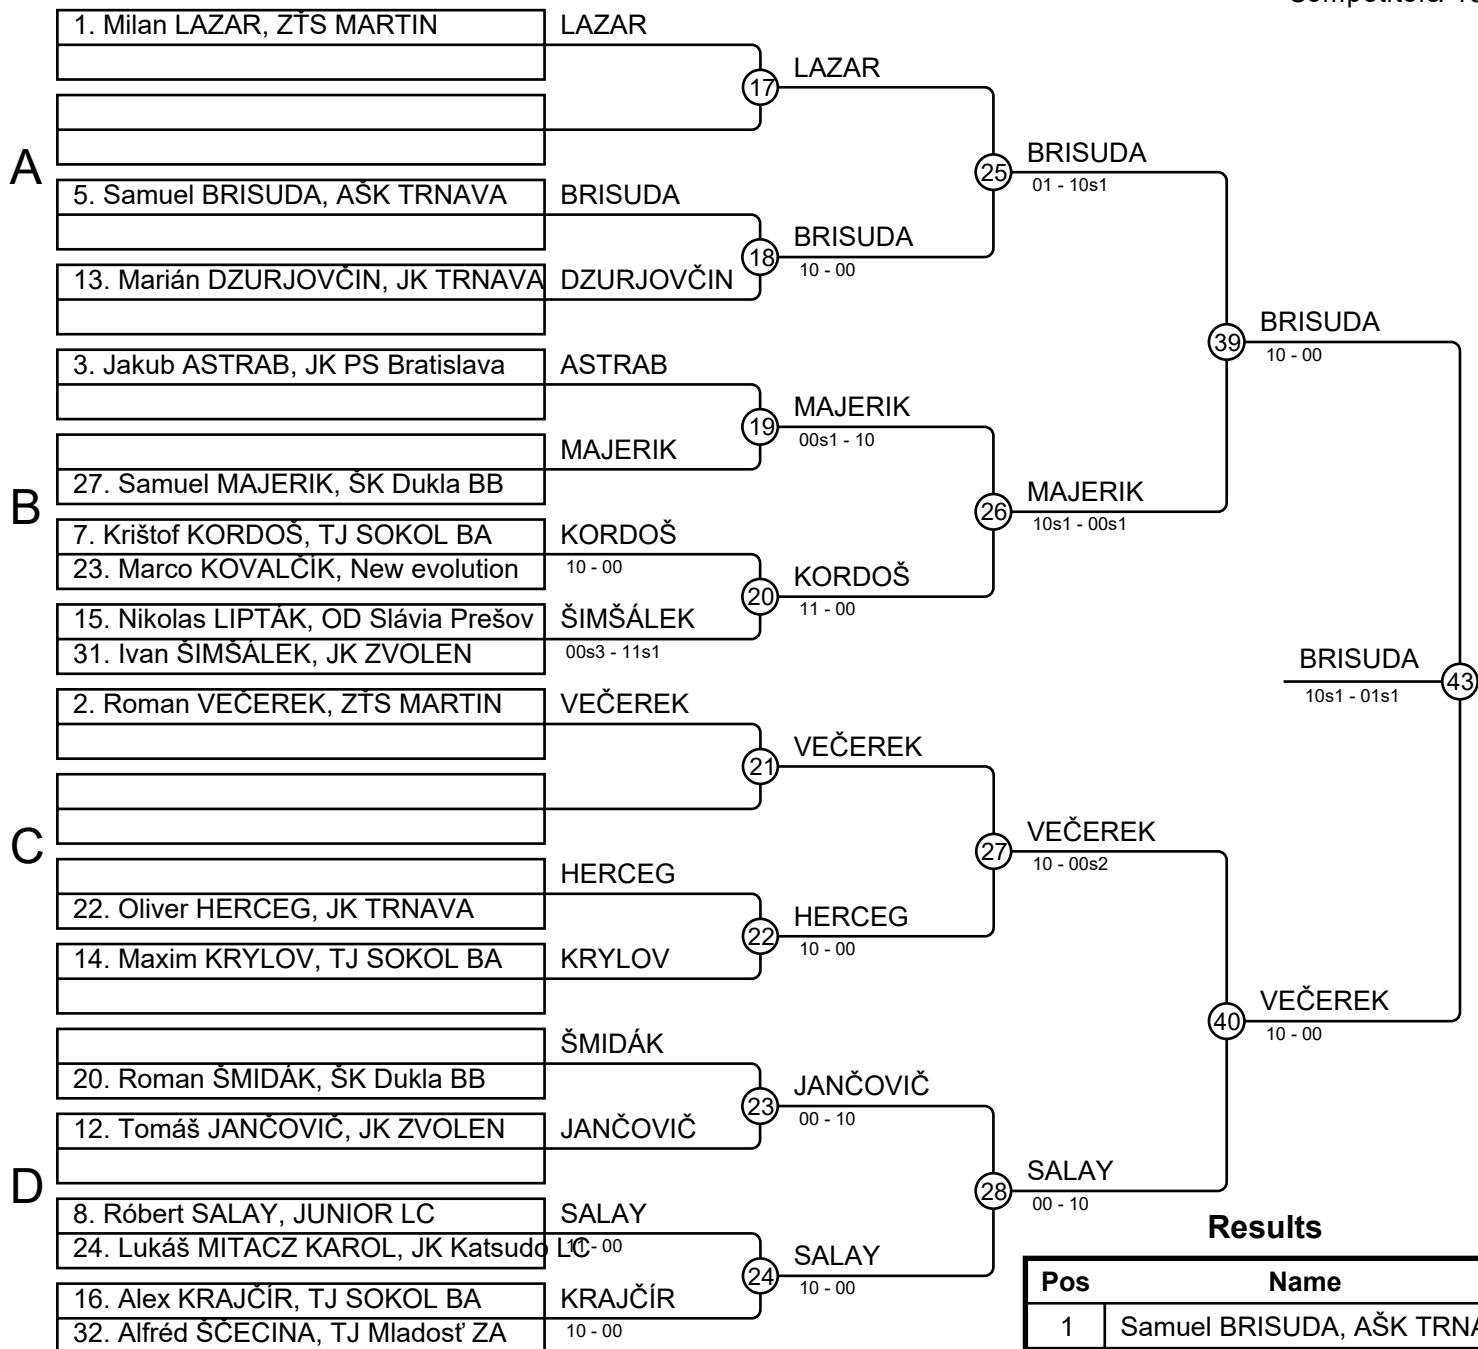 1. Milan LAZAR, ZŤS MARTIN
LAZAR
17
LAZAR
A
5. Samuel BRISUDA, AŠK TRNAVA
BRISUDA
13. Marián DZURJOVČIN, JK TRNAVA
DZURJOVČIN
18
BRISUDA
10 - 00
25
BRISUDA
01 - 10s1
3. Jakub ASTRAB, JK PS Bratislava
ASTRAB
27. Samuel MAJERIK, ŠK Dukla BB
MAJERIK
19
MAJERIK
00s1 - 10
B
7. Krištof KORDOŠ, TJ SOKOL BA
23. Marco KOVALČÍK, New evolution
KORDOŠ
10 - 00
15. Nikolas LIPTÁK, OD Slávia Prešov
31. Ivan ŠIMŠÁLEK, JK ZVOLEN
ŠIMŠÁLEK
00s3 - 11s1
20
KORDOŠ
11 - 00
26
MAJERIK
10s1 - 00s1
39
BRISUDA
10 - 00
2. Roman VEČEREK, ZŤS MARTIN
VEČEREK
21
VEČEREK
C
22. Oliver HERCEG, JK TRNAVA
HERCEG
14. Maxim KRYLOV, TJ SOKOL BA
KRYLOV
22
HERCEG
10 - 00
27
VEČEREK
10 - 00s2
20. Roman ŠMIDÁK, ŠK Dukla BB
ŠMIDÁK
12. Tomáš JANČOVIČ, JK ZVOLEN
JANČOVIČ
23
JANČOVIČ
00 - 10
D
8. Róbert SALAY, JUNIOR LC
24. Lukáš MITACZ KAROL, JK Katsudo LC
SALAY
11 - 00
16. Alex KRAJČÍR, TJ SOKOL BA
32. Alfréd ŠČECINA, TJ Mladosť ZA
KRAJČÍR
10 - 00
24
SALAY
10 - 00
28
SALAY
00 - 10
40
VEČEREK
10 - 00
BRISUDA
10s1 - 01s1
43
Results
Pos Name
1 Samuel BRISUDA, AŠK TRNA